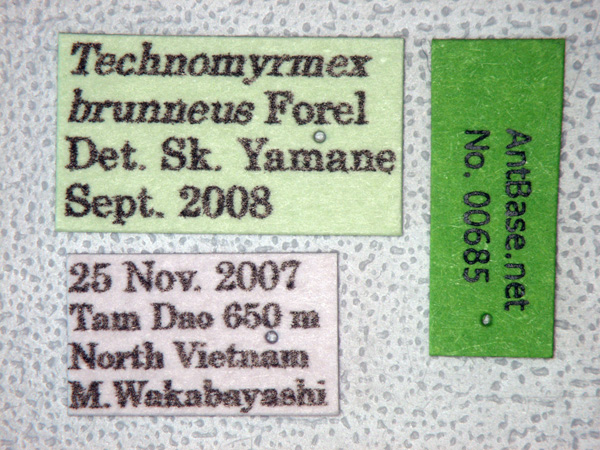 Technomyrmex
brunneus Forel
Det. Sk. Yamane
Sept. 2008
25 Nov. 2007
Tam Dao 650 m
North Vietnam
M. Wakabayashi
AntBase.net
No. 00685